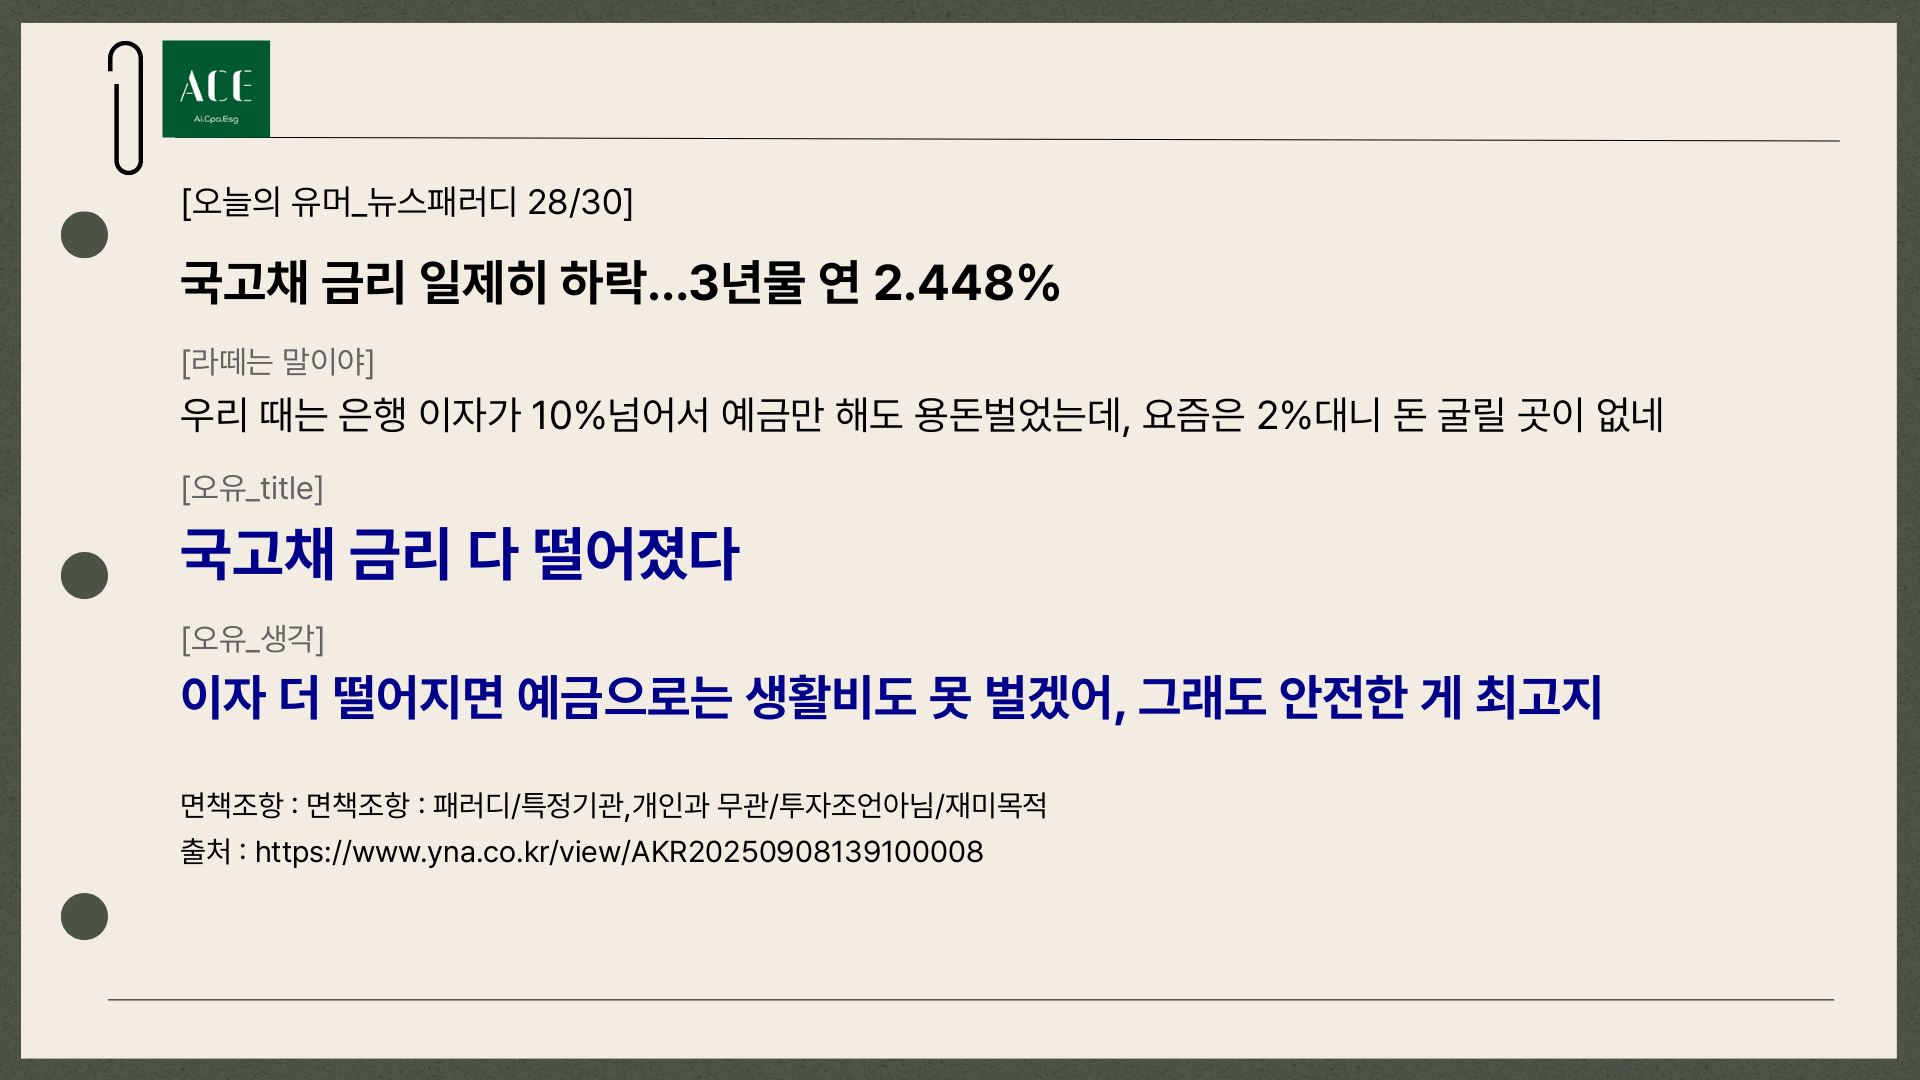 ACE
Ai.Cpa.Esg
[오늘의 유머_뉴스패러디 28/30]
국고채 금리 일제히 하락...3년물 연 2.448%
[라떼는 말이야]
우리 때는 은행 이자가 10%넘어서 예금만 해도 용돈벌었는데, 요즘은 2%대니 돈 굴릴 곳이 없네
[오유_title]
국고채 금리 다 떨어졌다
[오유_생각]
이자 더 떨어지면 예금으로는 생활비도 못 벌겠어, 그래도 안전한 게 최고지
면책조항 : 면책조항 : 패러디/특정기관,개인과 무관/투자조언아님/재미목적
출처 : https://www.yna.co.kr/view/AKR20250908139100008